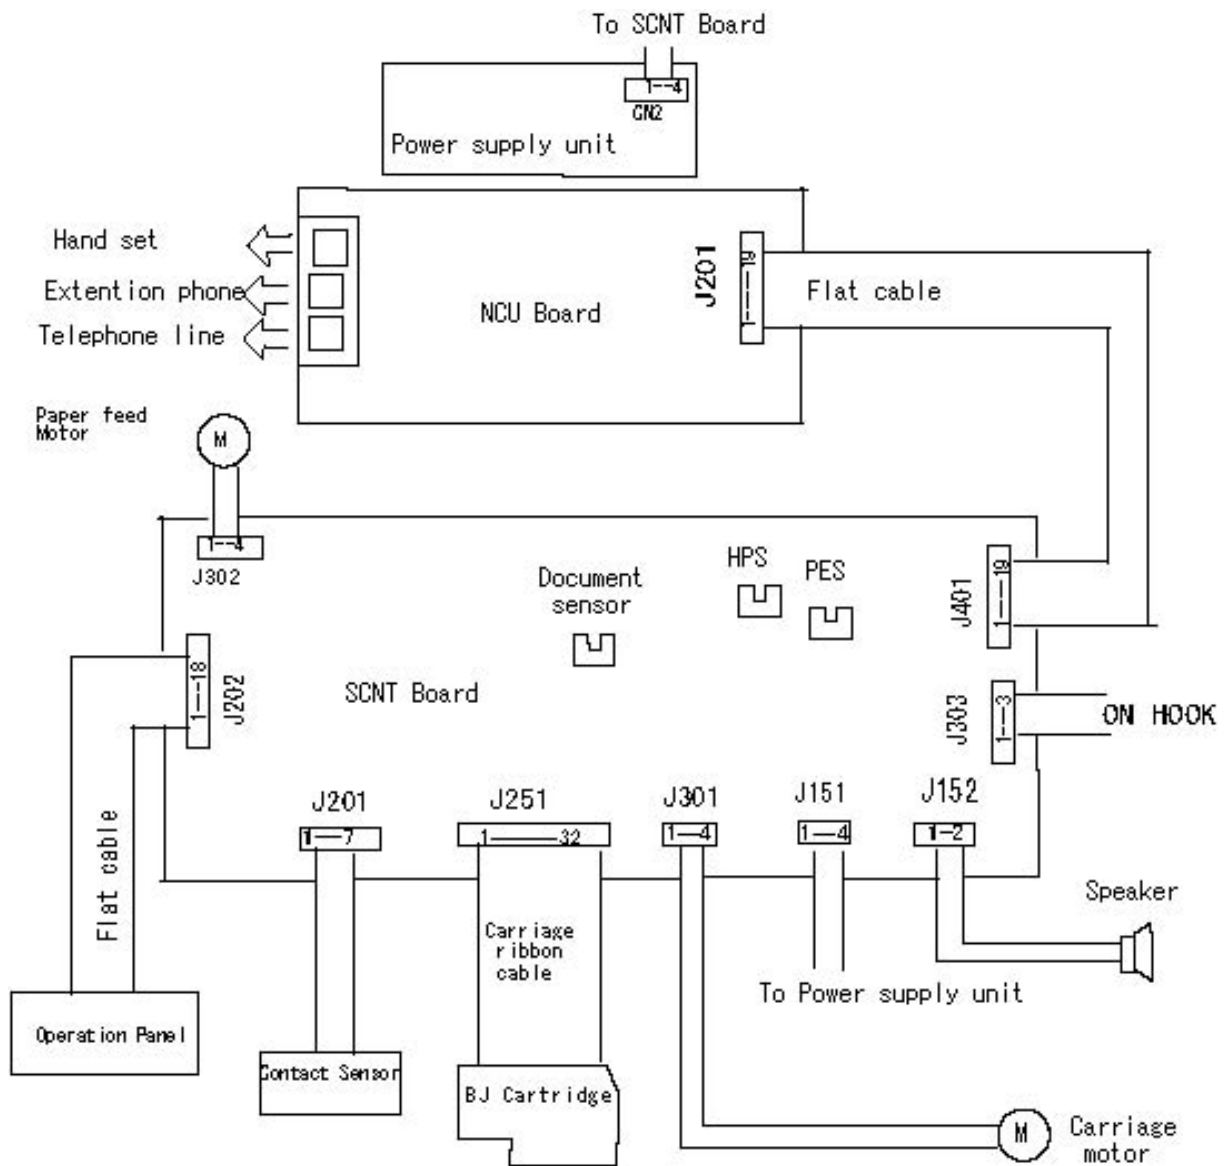 To SCNT Board
1--4
CN2
Power supply unit
Hand set
Extention phone
Telephone line
NCU Board
J201
1----19
Flat cable
Paper feed
Motor
M
1--4
J302
Document
sensor
HPS
PES
J401
1---19
J202
1--18
SCNT Board
J303
1--3
ON HOOK
J201
1—7
J251
1———32
J301
1—4
J151
1—4
J152
1-2
Flat cable
Carriage
ribbon
cable
Speaker
To Power supply unit
Operation Panel
Contact Sensor
BJ Cartridge
M
Carriage
motor